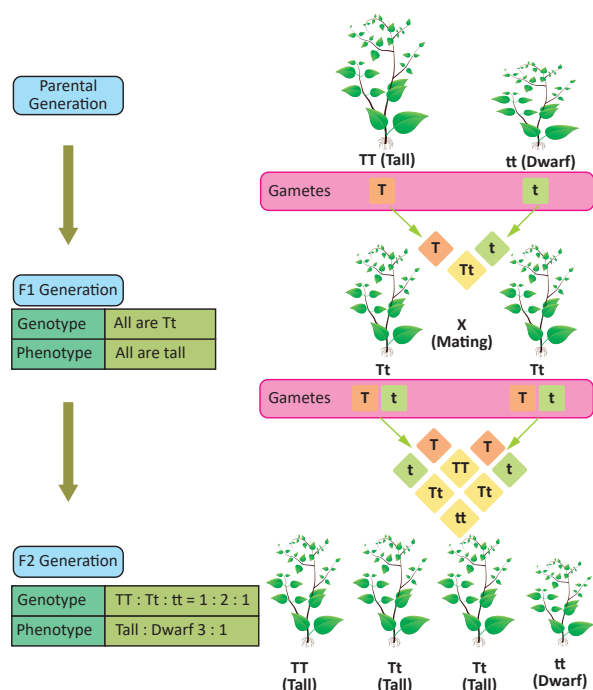 Parental
Generation
TT (Tall)
tt (Dwarf)
Gametes
T
t
T
t
Tt
F1 Generation
Genotype
All are Tt
Phenotype
All are tall
X
(Mating)
Tt
Tt
Gametes
T
t
T
t
T
T
t
TT
t
Tt
Tt
tt
F2 Generation
Genotype
TT : Tt : tt = 1 : 2 : 1
Phenotype
Tall : Dwarf 3 : 1
TT
(Tall)
Tt
(Tall)
Tt
(Tall)
tt
(Dwarf)